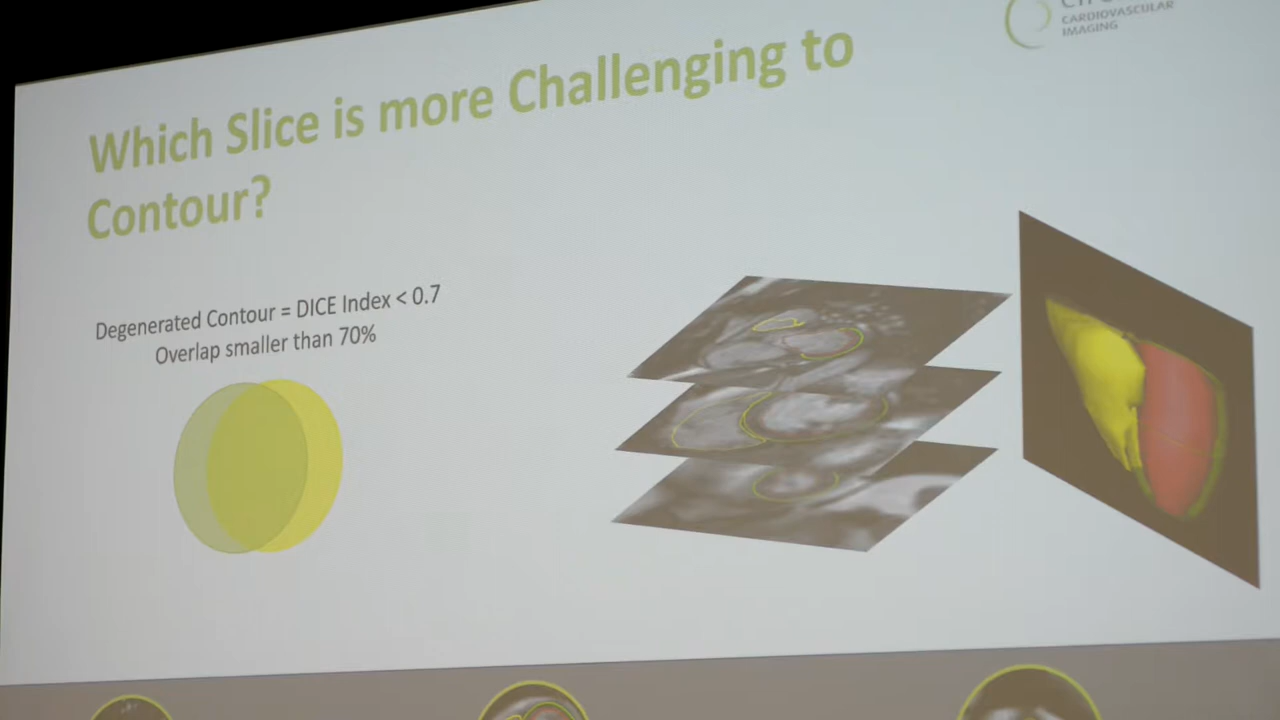 CARDIOVASCULAR
IMAGING
Which Slice is more Challenging to
Contour?
Degenerated Contour = DICE Index < 0.7
Overlap smaller than 70%